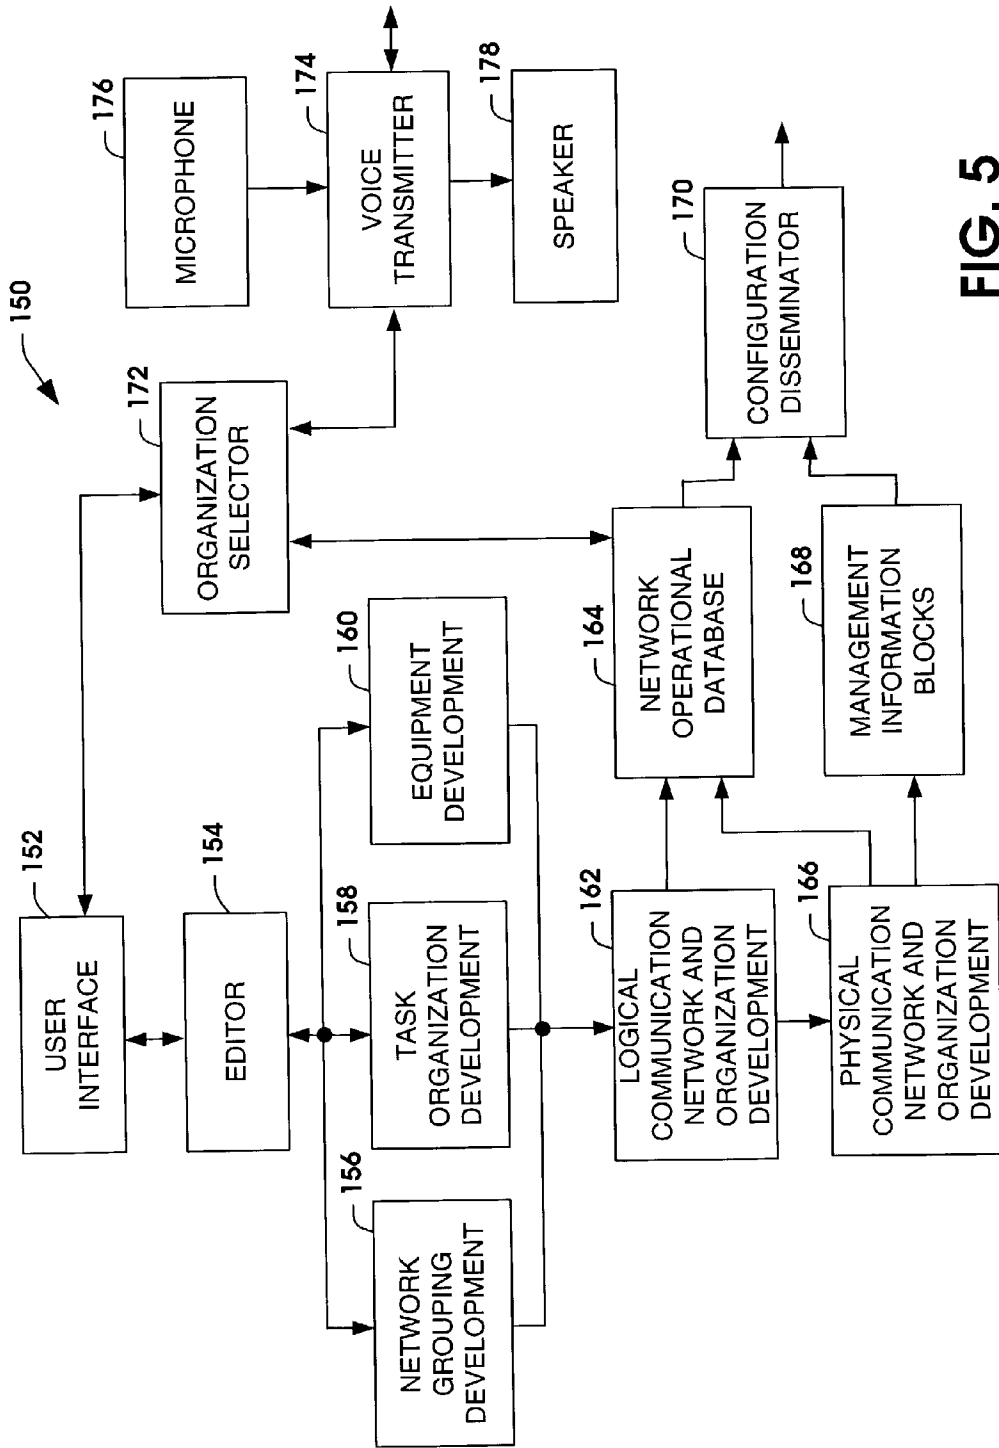 150
152
USER
INTERFACE
154
EDITOR
156
NETWORK
GROUPING
DEVELOPMENT
158
TASK
ORGANIZATION
DEVELOPMENT
160
EQUIPMENT
DEVELOPMENT
162
LOGICAL
COMMUNICATION
NETWORK AND
ORGANIZATION
DEVELOPMENT
166
PHYSICAL
COMMUNICATION
NETWORK AND
ORGANIZATION
DEVELOPMENT
164
NETWORK
OPERATIONAL
DATABASE
168
MANAGEMENT
INFORMATION
BLOCKS
170
CONFIGURATION
DISSEMINATOR
172
ORGANIZATION
SELECTOR
174
VOICE
TRANSMITTER
176
MICROPHONE
178
SPEAKER
FIG. 5